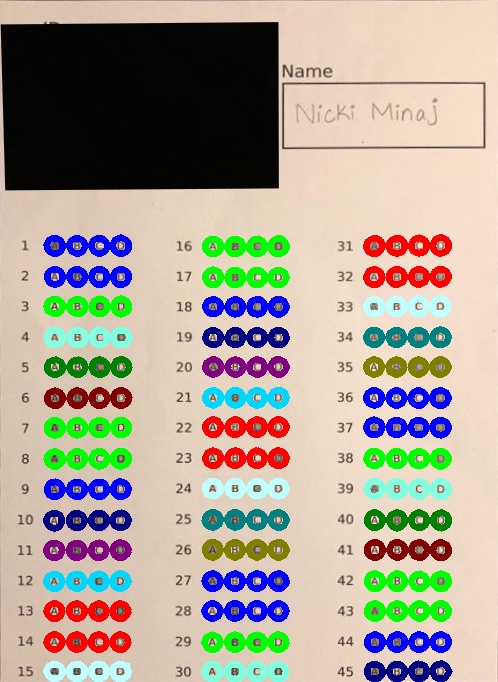 Name
Nicki Minaj
1 A B C D 16 A B C D 31 A B C D
2 A B C D 17 A B C D 32 A B C D
3 A B C D 18 A B C D 33 A B C D
4 A B C D 19 A B C D 34 A B C D
5 A B C D 20 A B C D 35 A B C D
6 A B C D 21 A B C D 36 A B C D
7 A B C D 22 A B C D 37 A B C D
8 A B C D 23 A B C D 38 A B C D
9 A B C D 24 A B C D 39 A B C D
10 A B C D 25 A B C D 40 A B C D
11 A B C D 26 A B C D 41 A B C D
12 A B C D 27 A B C D 42 A B C D
13 A B C D 28 A B C D 43 A B C D
14 A B C D 29 A B C D 44 A B C D
15 A B C D 30 A B C D 45 A B C D